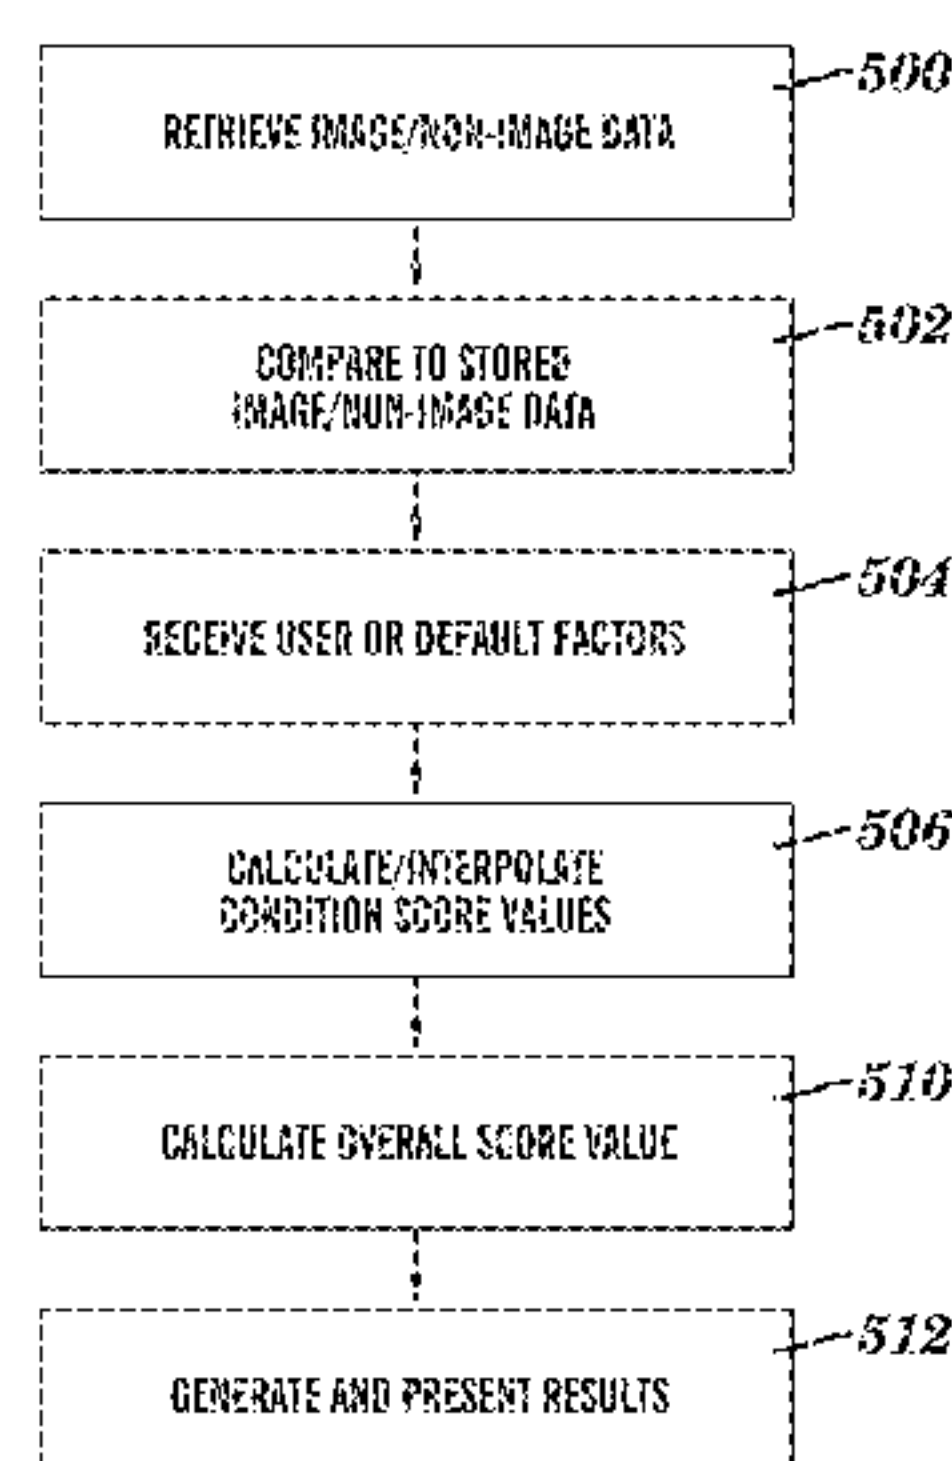 RETRIEVE IMAGE/NON-IMAGE DATA
500
COMPARE TO STORED
IMAGE/NON-IMAGE DATA
502
RECEIVE USER OR DEFAULT FACTORS
504
CALCULATE/INTERPOLATE
CONDITION SCORE VALUES
506
CALCULATE OVERALL SCORE VALUE
510
GENERATE AND PRESENT RESULTS
512